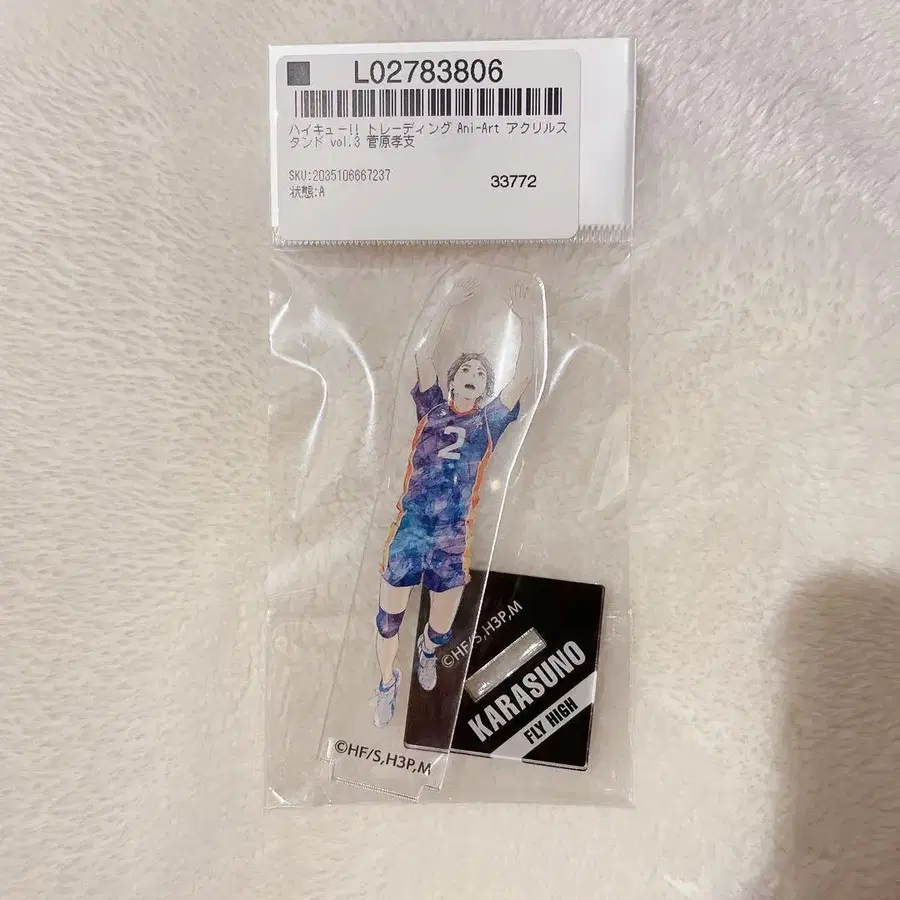 L02783806
ハイキュー!! トレーディング Ani-Art アクリルス
タンド vol.3 菅原孝支
SKU:2035106667237
状態:A
33772
2
©HF/S,H3P,M
KARASUNO
FLY HIGH
©HF/S,H3P,M